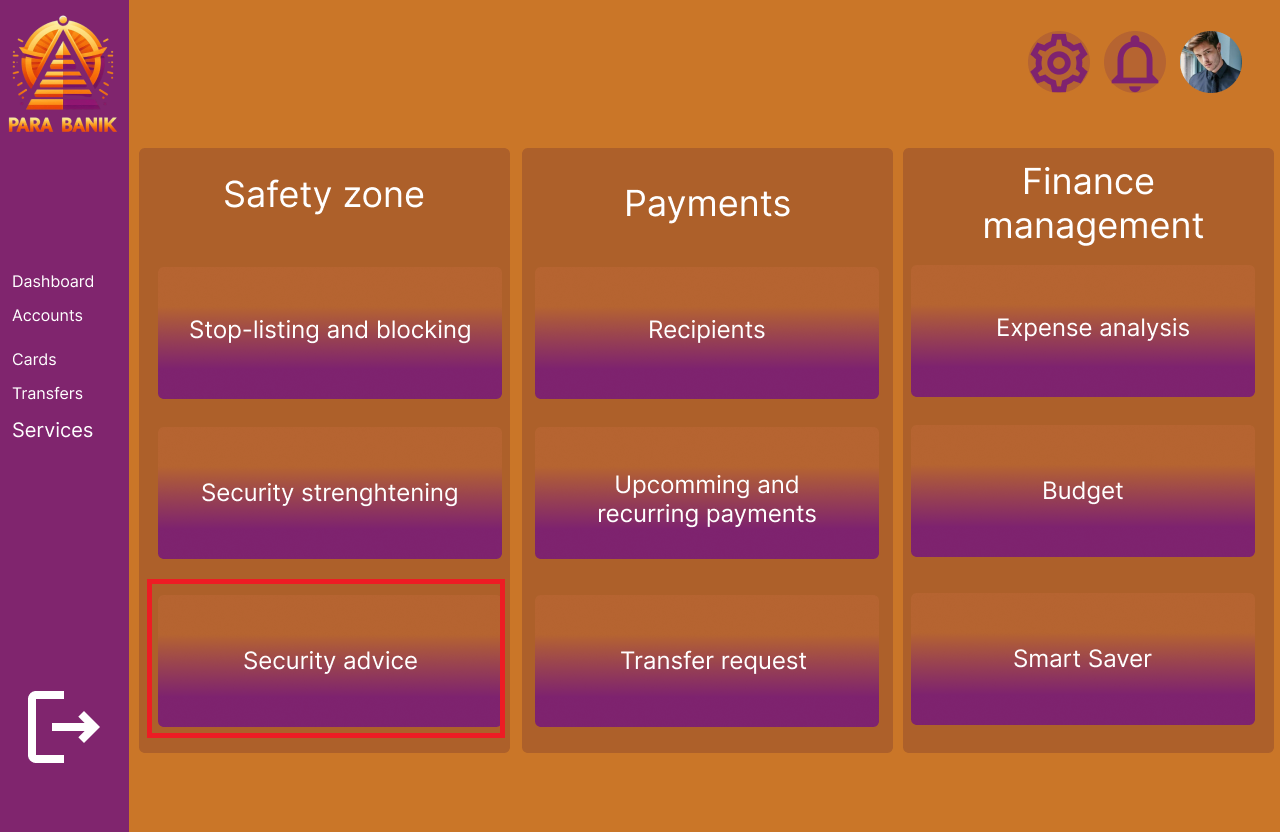 PARA BANIK
Dashboard
Accounts
Cards
Transfers
Services
Safety zone
Stop-listing and blocking
Security strenghtening
Security advice
Payments
Recipients
Upcomming and
recurring payments
Transfer request
Finance
management
Expense analysis
Budget
Smart Saver